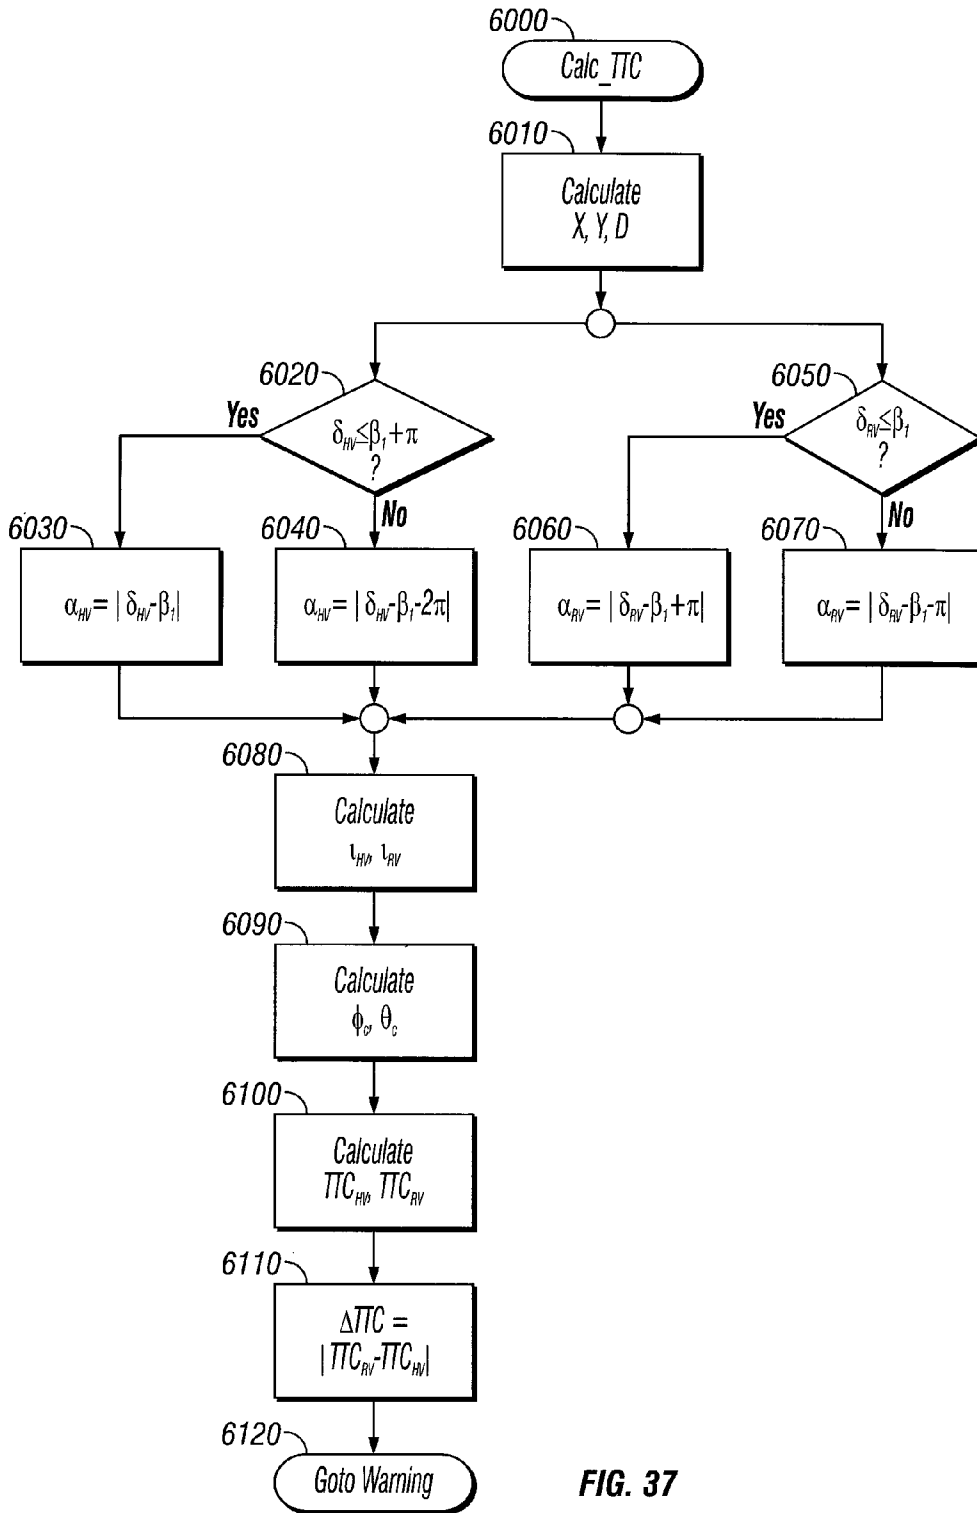 6000
Calc_TTC
6010
Calculate
X, Y, D
6020
Yes
δHV≤β1+π
?
No
6050
Yes
δRV≤β1
?
No
6030
αHV=|δHV-β1|
6040
αHV=|δHV-β1-2π|
6060
αRV=|δRV-β1+π|
6070
αRV=|δRV-β1-π|
6080
Calculate
ιHV, ιRV
6090
Calculate
ϕc, θc
6100
Calculate
TTCHV, TTCRV
6110
ΔTTC =
|TTCRV-TTCHV|
6120
Goto Warning
FIG. 37